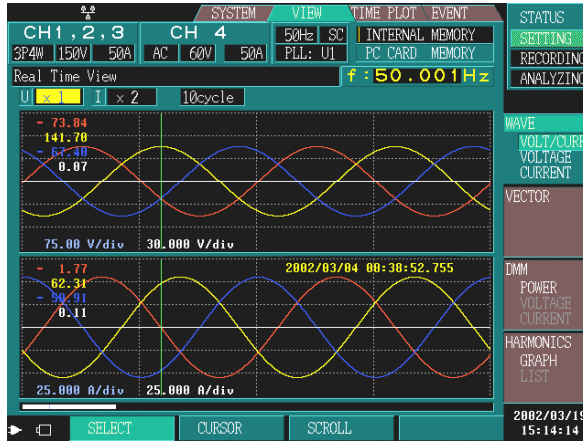 SYSTEM VIEW TIME PLOT EVENT
STATUS
SETTING
RECORDING
ANALYZING
CH1,2,3 CH 4 50Hz SC INTERNAL MEMORY
3P4W 150V 50A AC 60V 50A PLL: U1 PC CARD MEMORY
Real Time View f:50.001Hz
U ×1 I ×2 10cycle
- 73.84
141.70
- 67.40
0.07
75.00 V/div 30.000 V/div
- 1.77 2002/03/04 00:38:52.755
62.31
0.11
25.000 A/div 25.000 A/div
WAVE
VOLT/CURR
VOLTAGE
CURRENT
VECTOR
DMM
POWER
VOLTAGE
CURRENT
HARMONICS
GRAPH
LIST
SELECT CURSOR SCROLL
2002/03/19
15:14:14